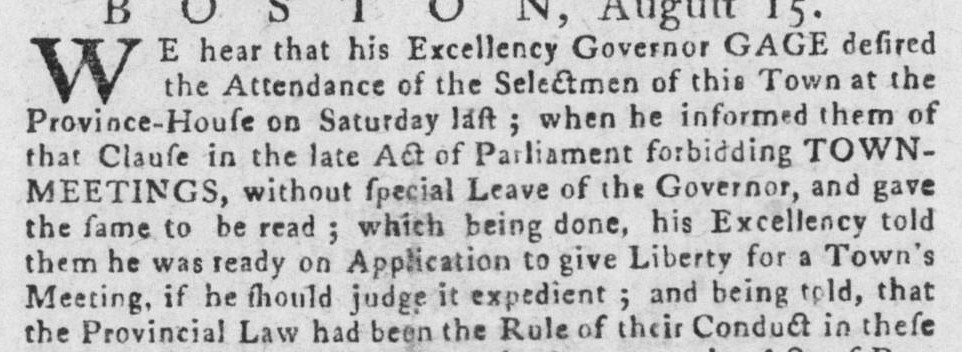 BOSTON, August 15.
WE hear that his Excellency Governor GAGE desired
the Attendance of the Selectmen of this Town at the
Province-House on Saturday last ; when he informed them of
that Clause in the late Act of Parliament forbidding TOWN-
MEETINGS, without special Leave of the Governor, and gave
the same to be read ; which being done, his Excellency told
them he was ready on Application to give Liberty for a Town's
Meeting, if he should judge it expedient ; and being told, that
the Provincial Law had been the Rule of their Conduct in these